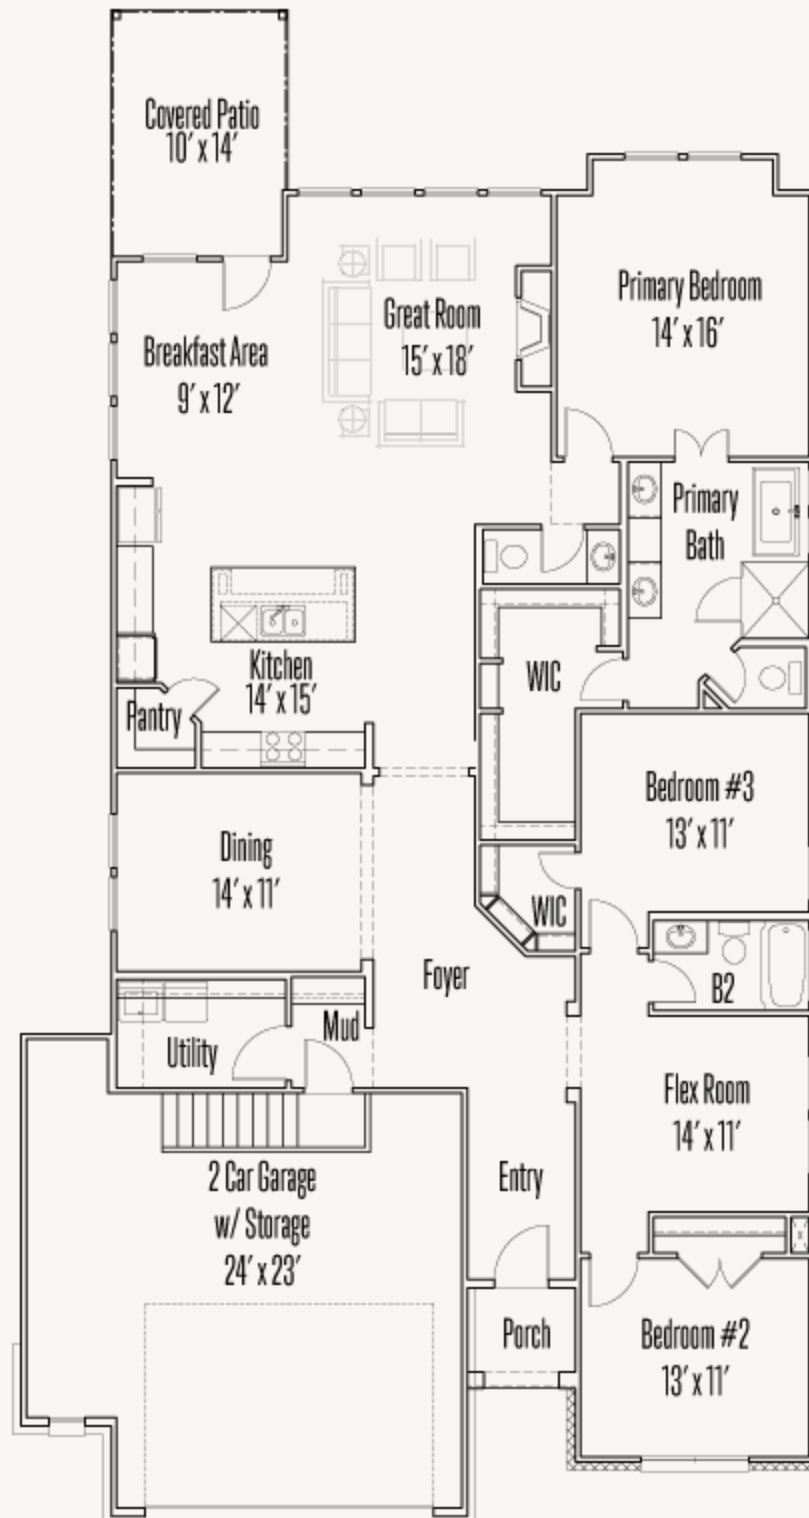 Covered Patio
10′ x 14′
Primary Bedroom
14′ x 16′
Great Room
15′ x 18′
Breakfast Area
9′ x 12′
Primary
Bath
Kitchen
14′ x 15′
WIC
Pantry
Bedroom #3
13′ x 11′
Dining
14′ x 11′
WIC
Foyer
B2
Mud
Utility
Flex Room
14′ x 11′
2 Car Garage
w/ Storage
24′ x 23′
Entry
Porch
Bedroom #2
13′ x 11′